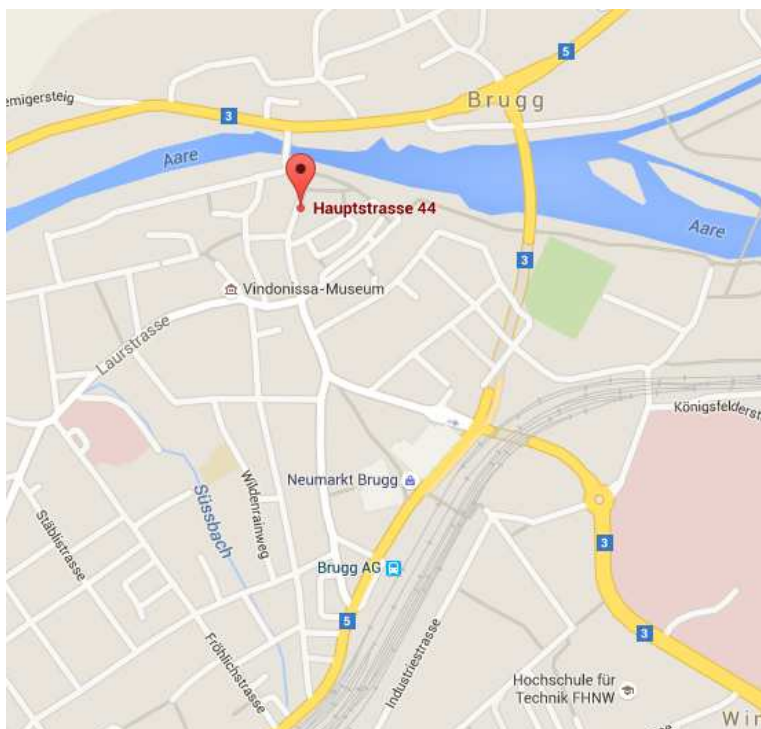 5
Brugg
emigersteig
3
Aare
Hauptstrasse 44
Aare
3
Vindonissa-Museum
Laurstrasse
Königsfelderst
Neumarkt Brugg
Süssbach
Wildenrainweg
Stäblistrasse
3
Brugg AG
5
3
Fröhlichstrasse
Industriestrasse
Hochschule für
Technik FHNW
Win